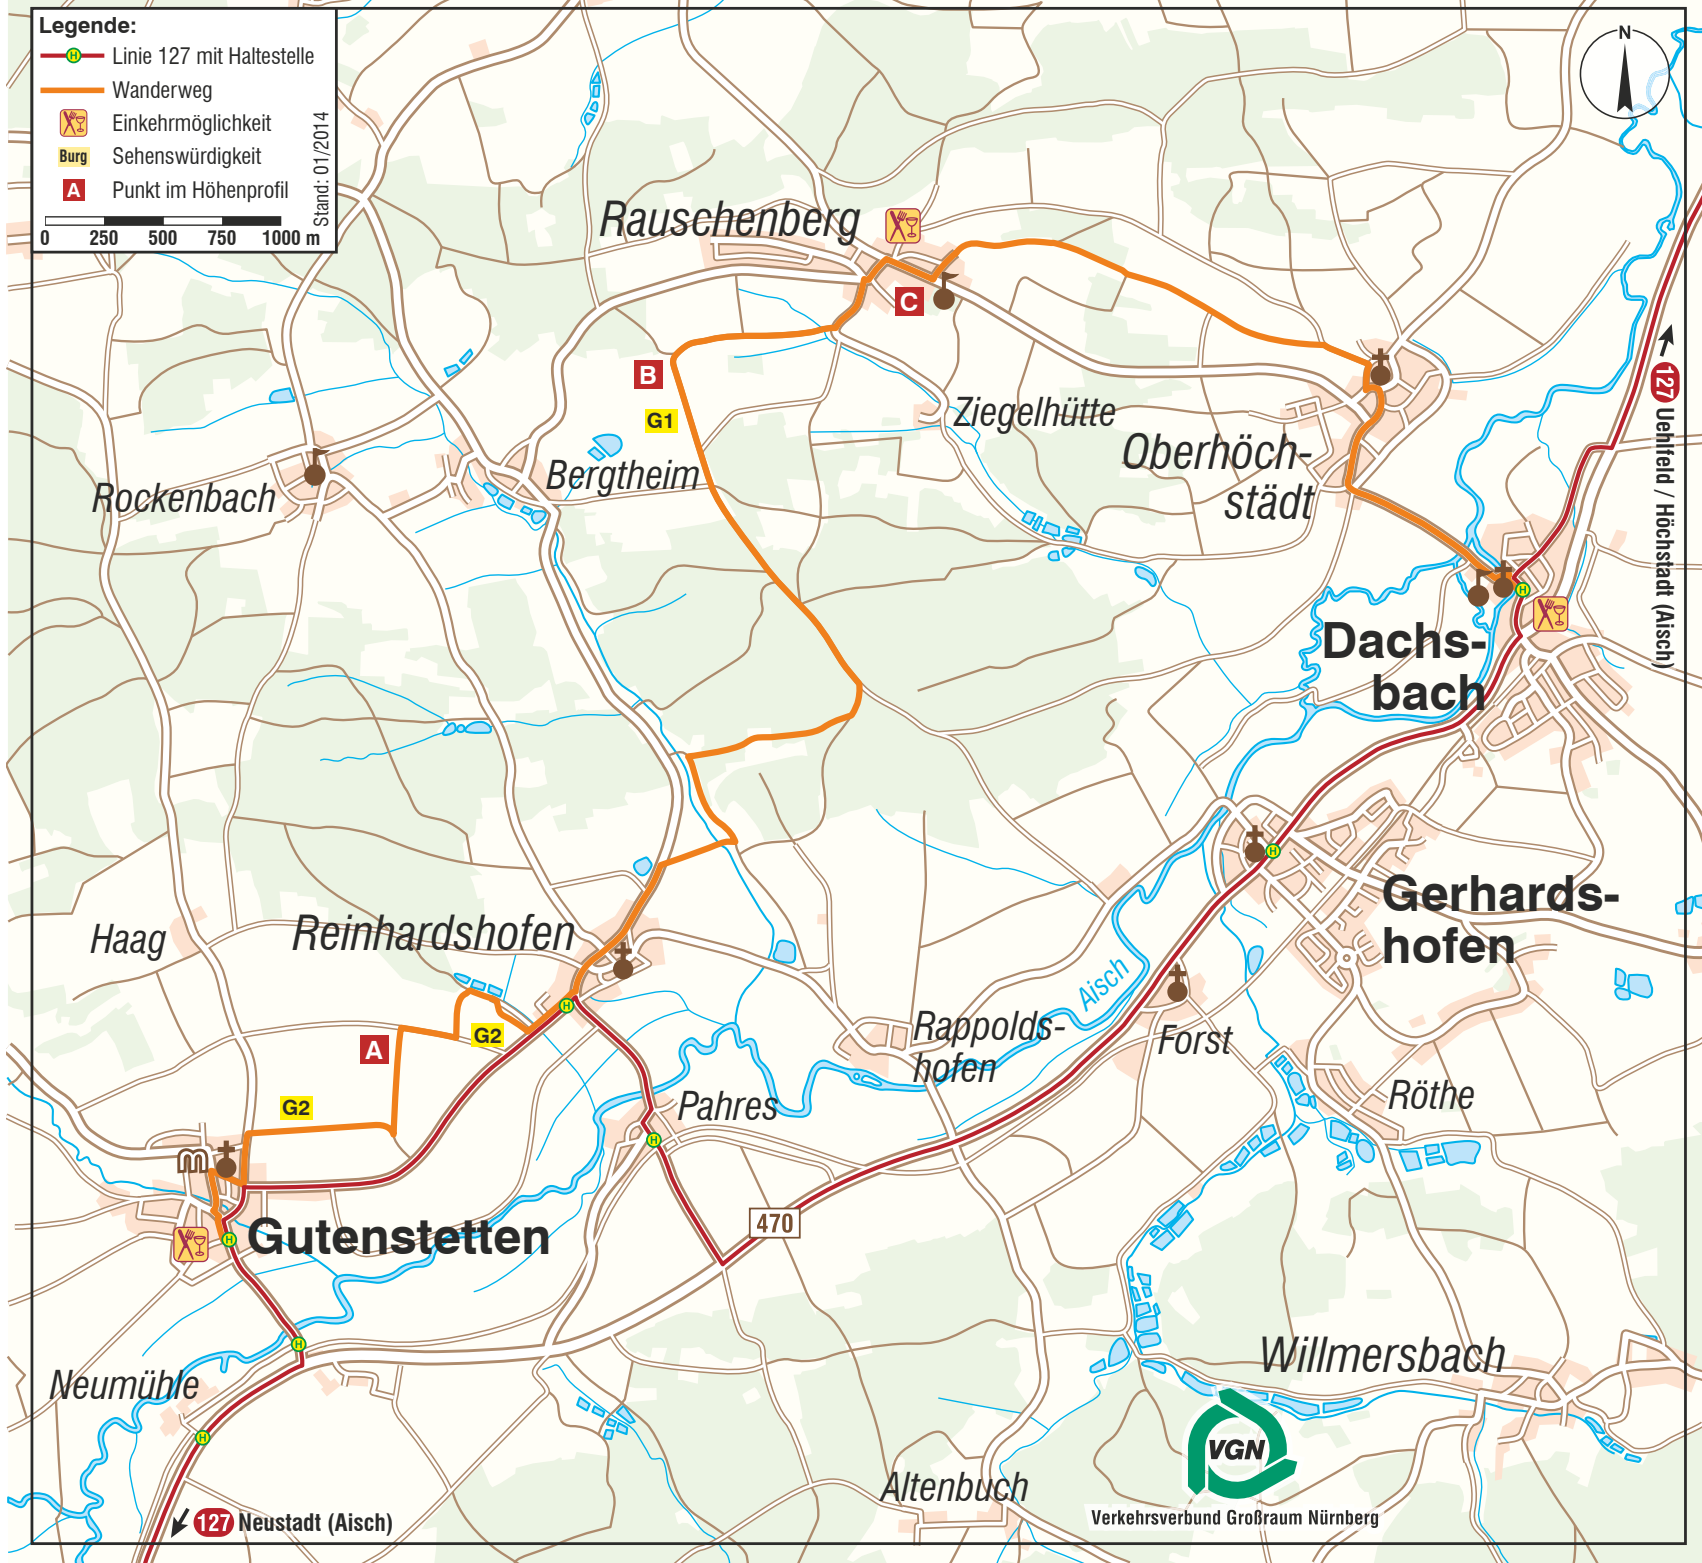 Legende:
Linie 127 mit Haltestelle
Wanderweg
Einkehrmöglichkeit
Burg Sehenswürdigkeit
A Punkt im Höhenprofil
Stand: 01/2014
0 250 500 750 1000 m
N
Rauschenberg
C
B
G1
Ziegelhütte
Oberhöch-
städt
127 Uehlfeld / Höchstadt (Aisch)
Bergtheim
Rockenbach
H
Dachs-
bach
H
Gerhards-
hofen
Haag
Reinhardshofen
Aisch
H
G2
A
Rappolds-
hofen
Forst
Röthe
G2
Pahres
H
m
470
Gutenstetten
H
H
Neumühle
H
Willmersbach
VGN
Verkehrsverbund Großraum Nürnberg
Altenbuch
127 Neustadt (Aisch)